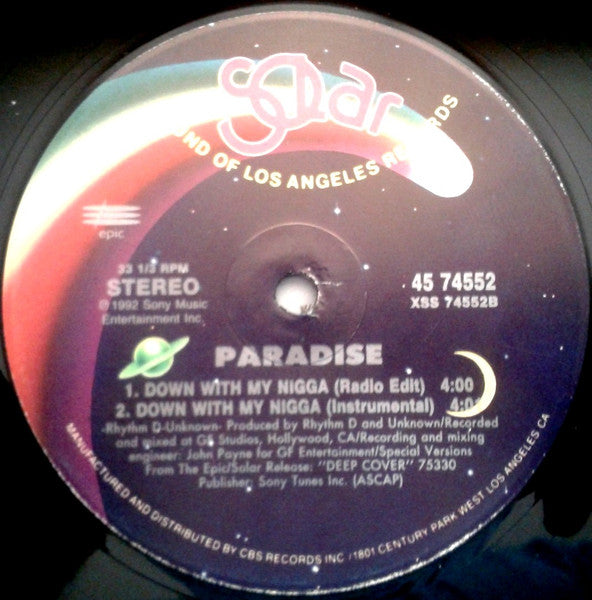 Solar
SOUND OF LOS ANGELES RECORDS
epic
33 1/3 RPM
STEREO
℗ 1992 Sony Music
Entertainment Inc.
45 74552
XSS 74552B
PARADISE
1. DOWN WITH MY NIGGA (Radio Edit) 4:00
2. DOWN WITH MY NIGGA (Instrumental)
-Rhythm D-Unknown- Produced by Rhythm D and Unknown/Recorded
and mixed at GF Studios, Hollywood, CA/Recording and mixing
engineer: John Payne for GF Entertainment/Special Versions
From The Epic/Solar Release: "DEEP COVER" 75330
Publisher: Sony Tunes Inc. (ASCAP)
MANUFACTURED AND DISTRIBUTED BY CBS RECORDS INC./1801 CENTURY PARK WEST LOS ANGELES, CA